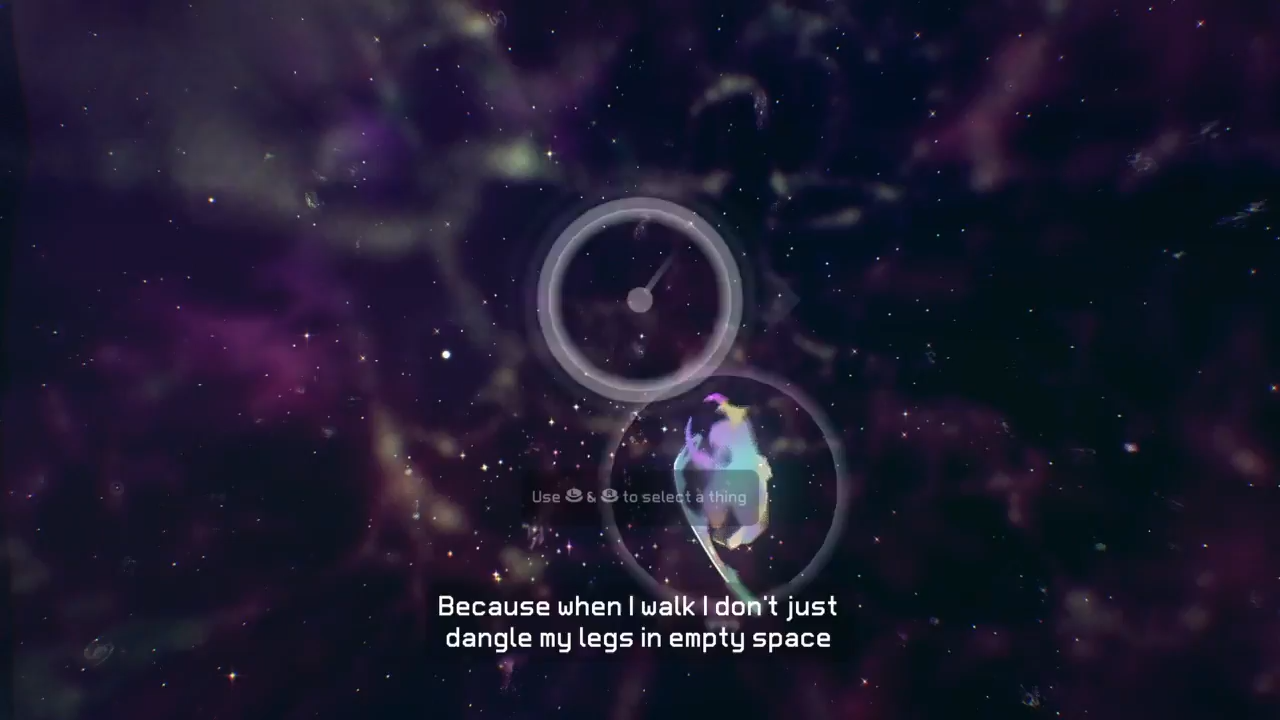 Use L & R to select a thing
Because when I walk I don't just
dangle my legs in empty space